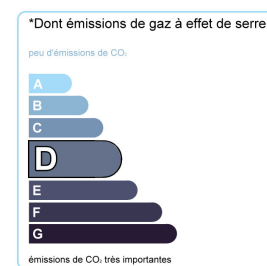 *Dont émissions de gaz à effet de serre
peu d'émissions de CO₂
A
B
C
D
E
F
G
émissions de CO₂ très importantes